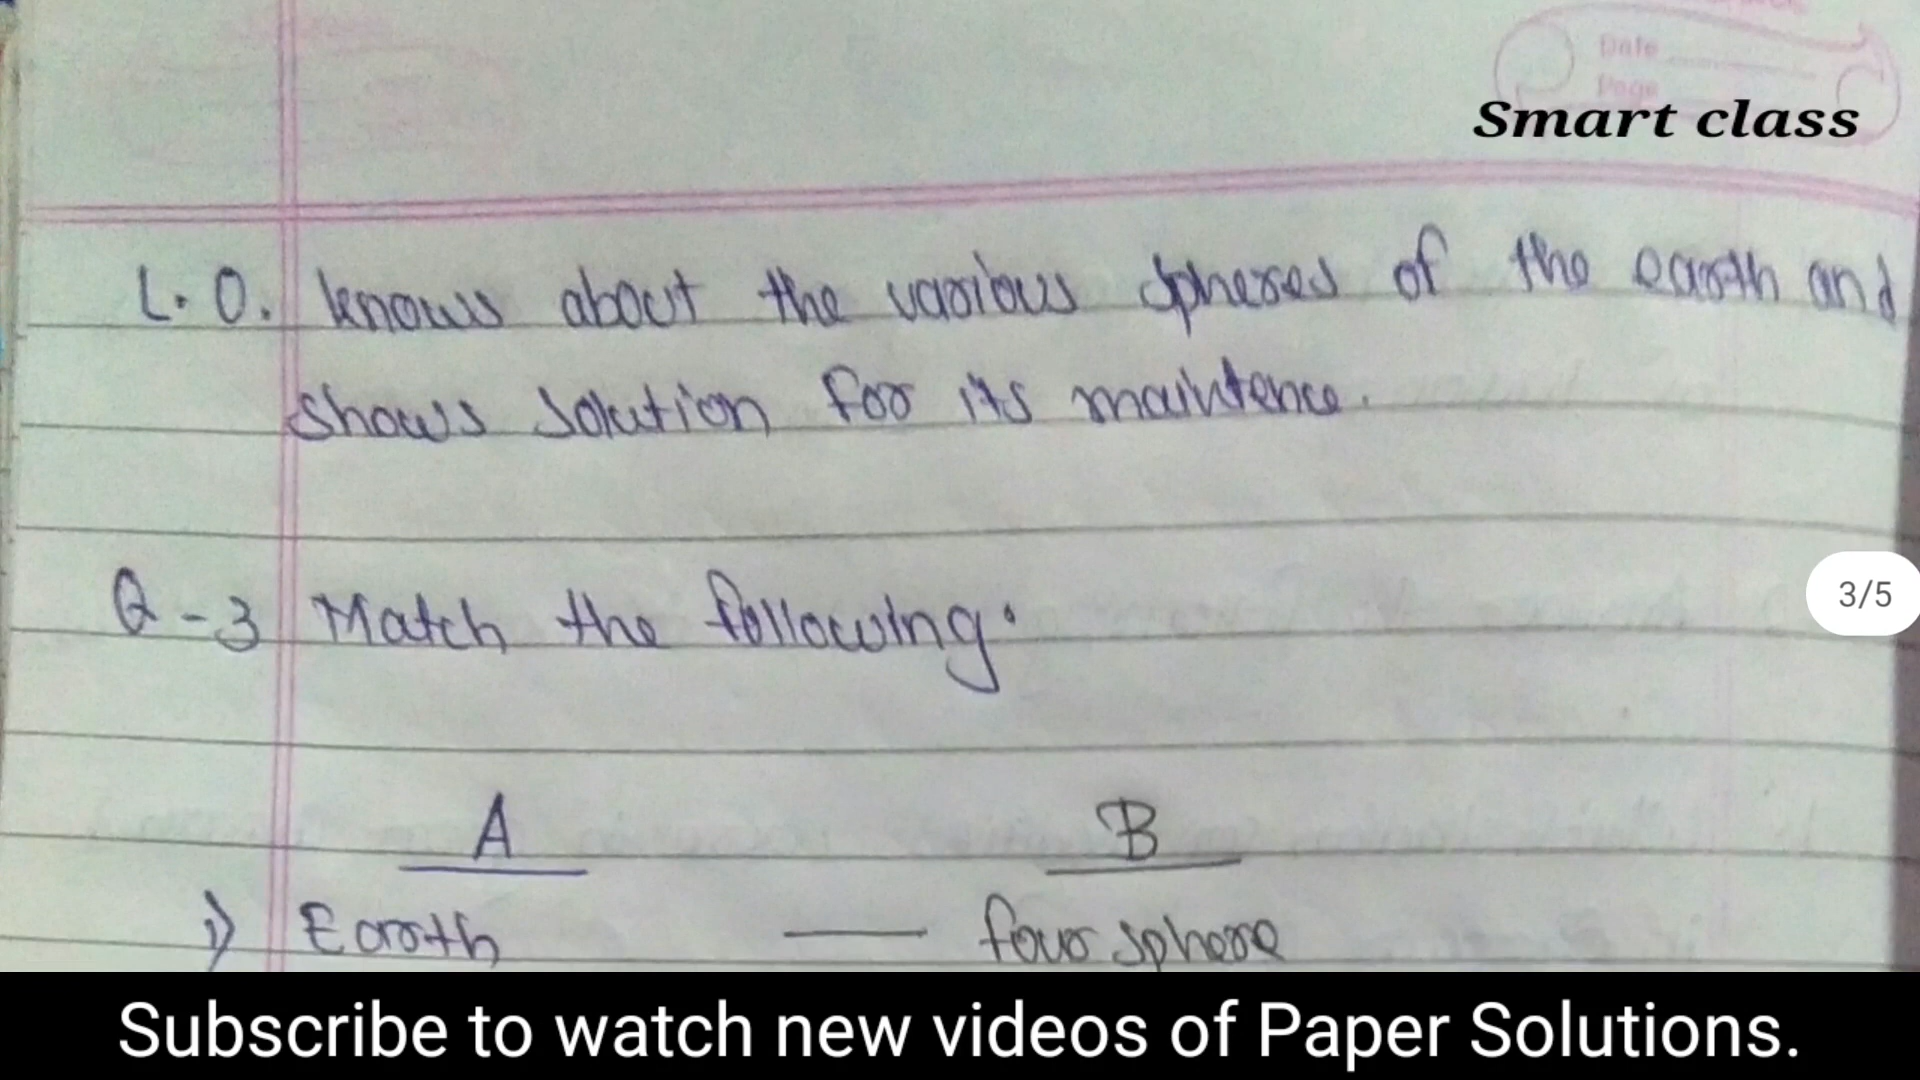 Date
Page
Smart class
L.O. knows about the various spheres of the earth and
shows solution for its maintence.
3/5
Q-3 Match the following:
A B
1) Earth — four sphere
Subscribe to watch new videos of Paper Solutions.